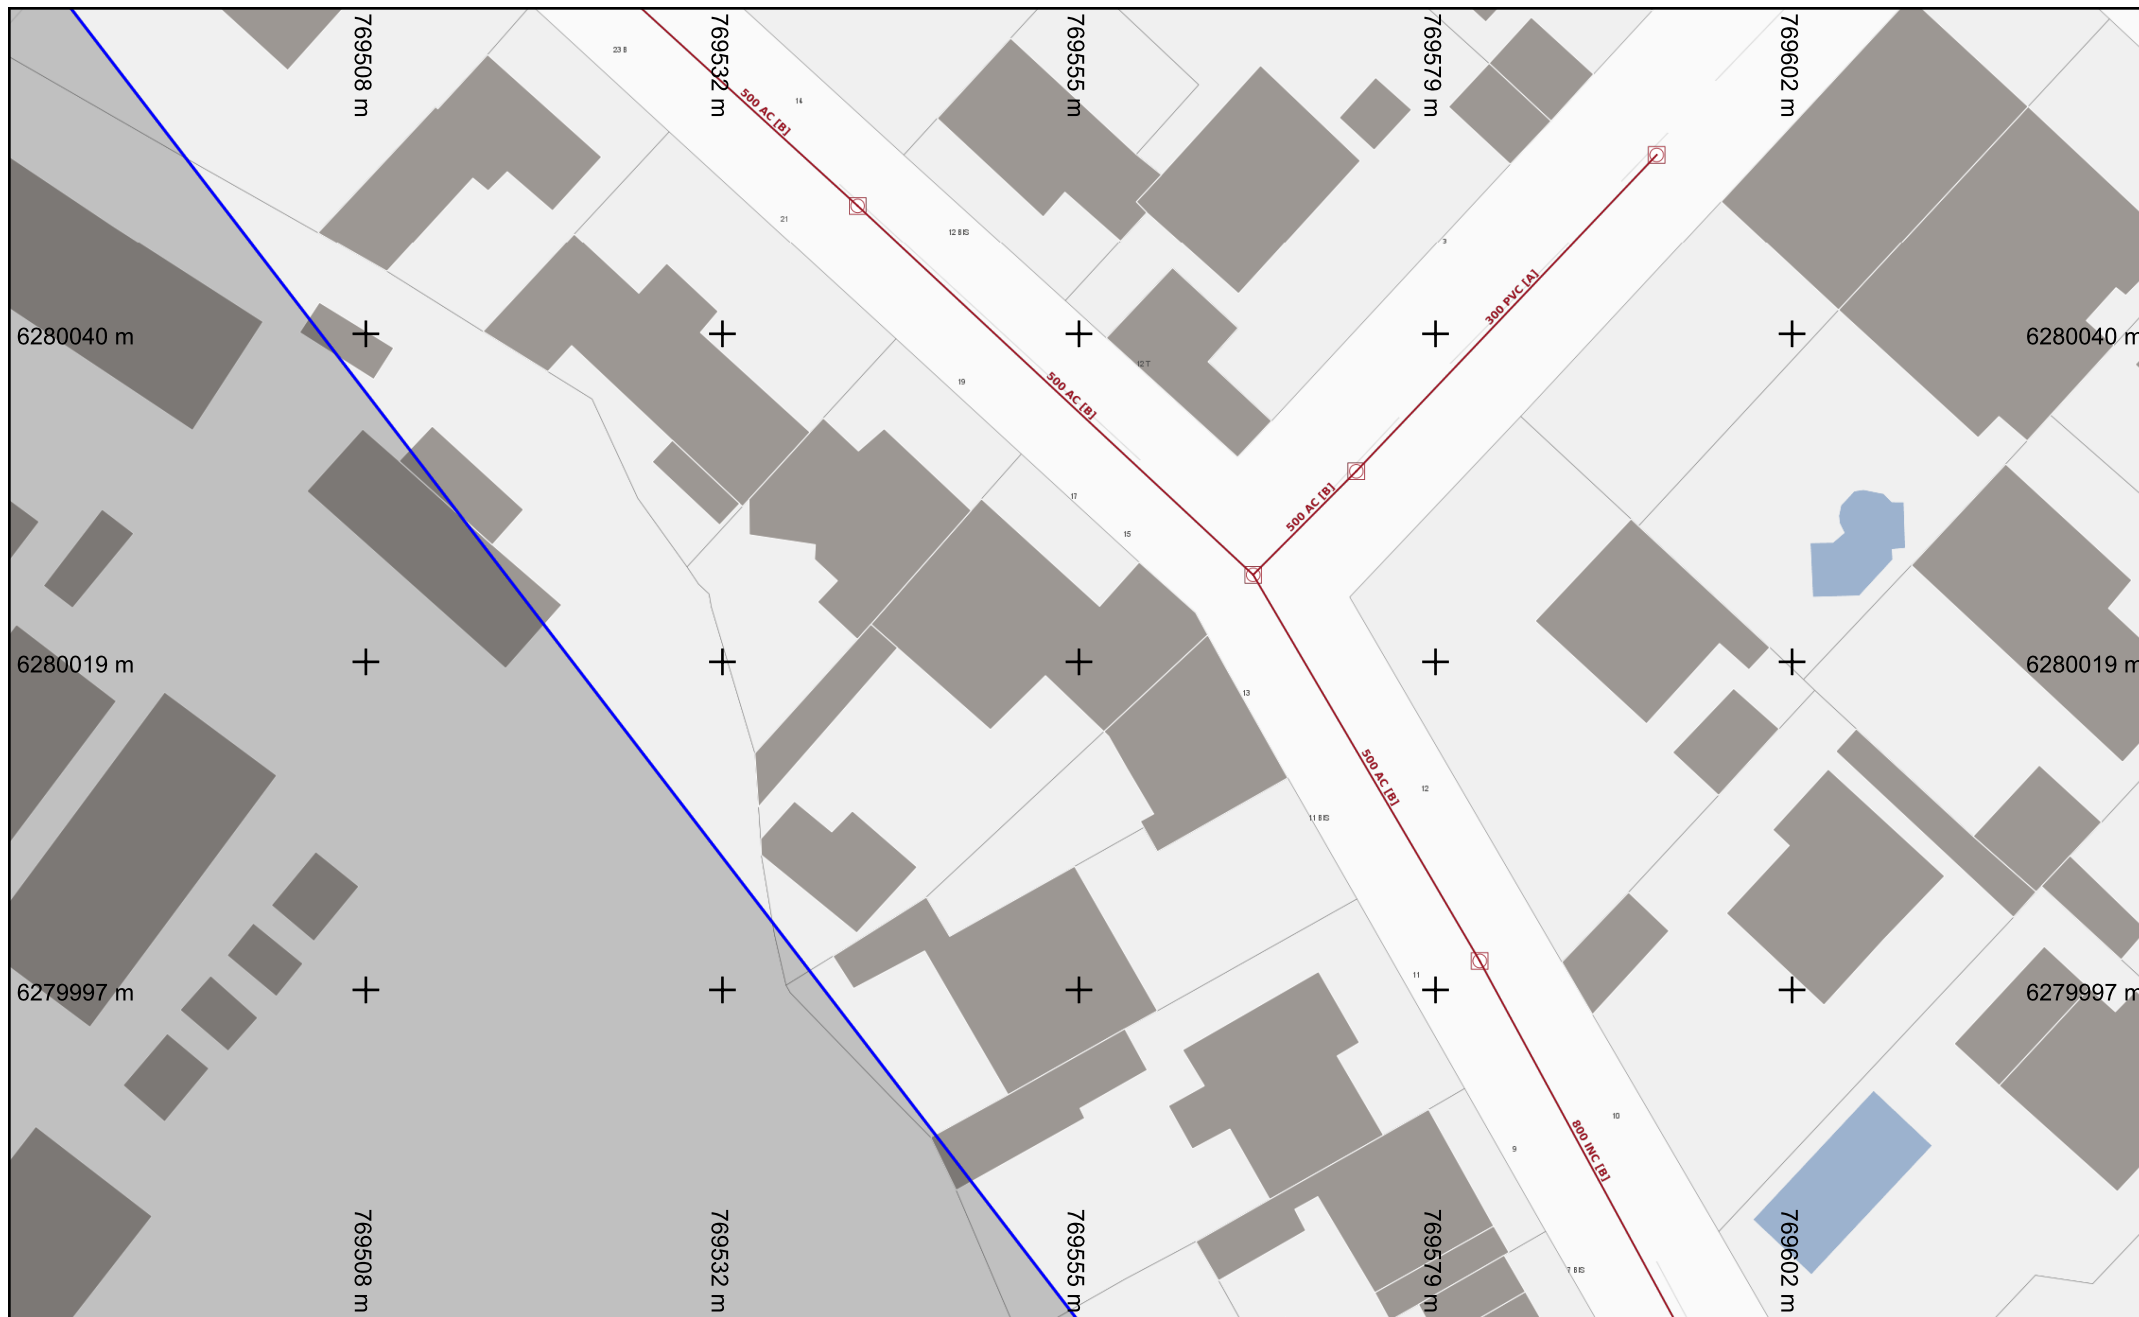 769508 m
769532 m
769555 m
769579 m
769602 m
23 B
14
500 AC [B]
21
12 BIS
3
300 PVC [A]
6280040 m
6280040 m
12 T
19
500 AC [B]
17
500 AC [B]
15
6280019 m
6280019 m
13
500 AC [B]
12
11 BIS
11
6279997 m
6279997 m
10
9
800 INC [B]
7 BIS
769508 m
769532 m
769555 m
769579 m
769602 m